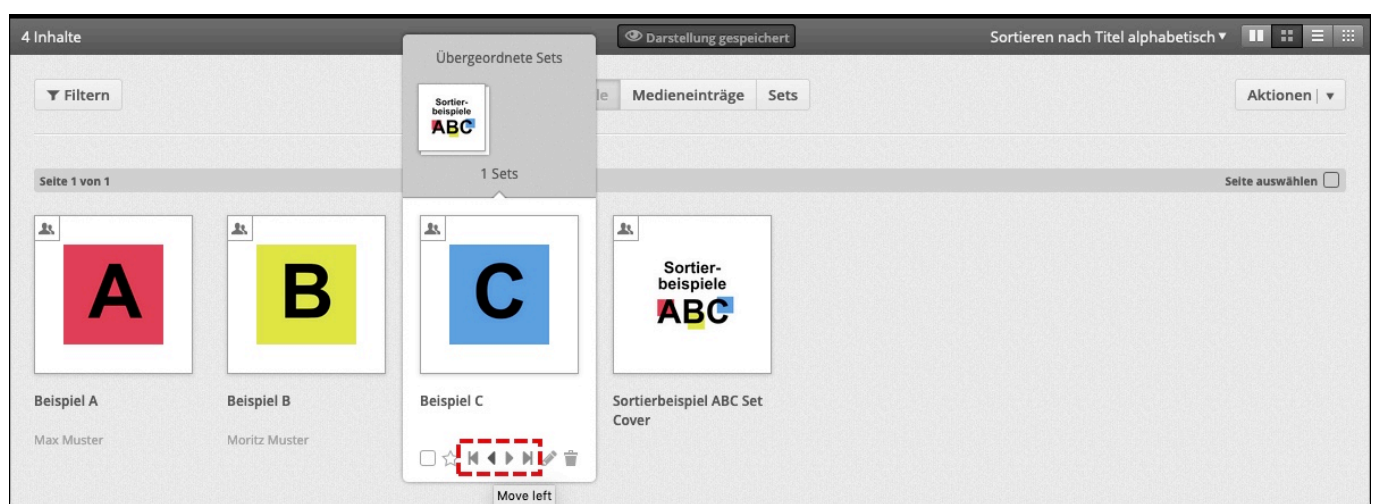 4 Inhalte
Darstellung gespeichert
Sortieren nach Titel alphabetisch
Übergeordnete Sets
Sortier-
beispiele
ABC
1 Sets
Filtern
Medieneinträge
Sets
Aktionen
Seite 1 von 1
Seite auswählen
A
B
C
Sortier-
beispiele
ABC
Beispiel A
Beispiel B
Beispiel C
Sortierbeispiel ABC Set
Cover
Max Muster
Moritz Muster
Move left